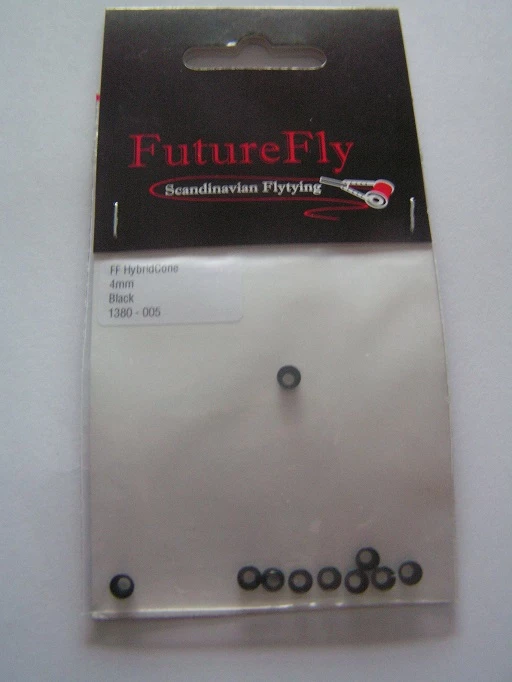 FutureFly
Scandinavian Flytying
FF HybridCone
4mm
Black
1380 - 005